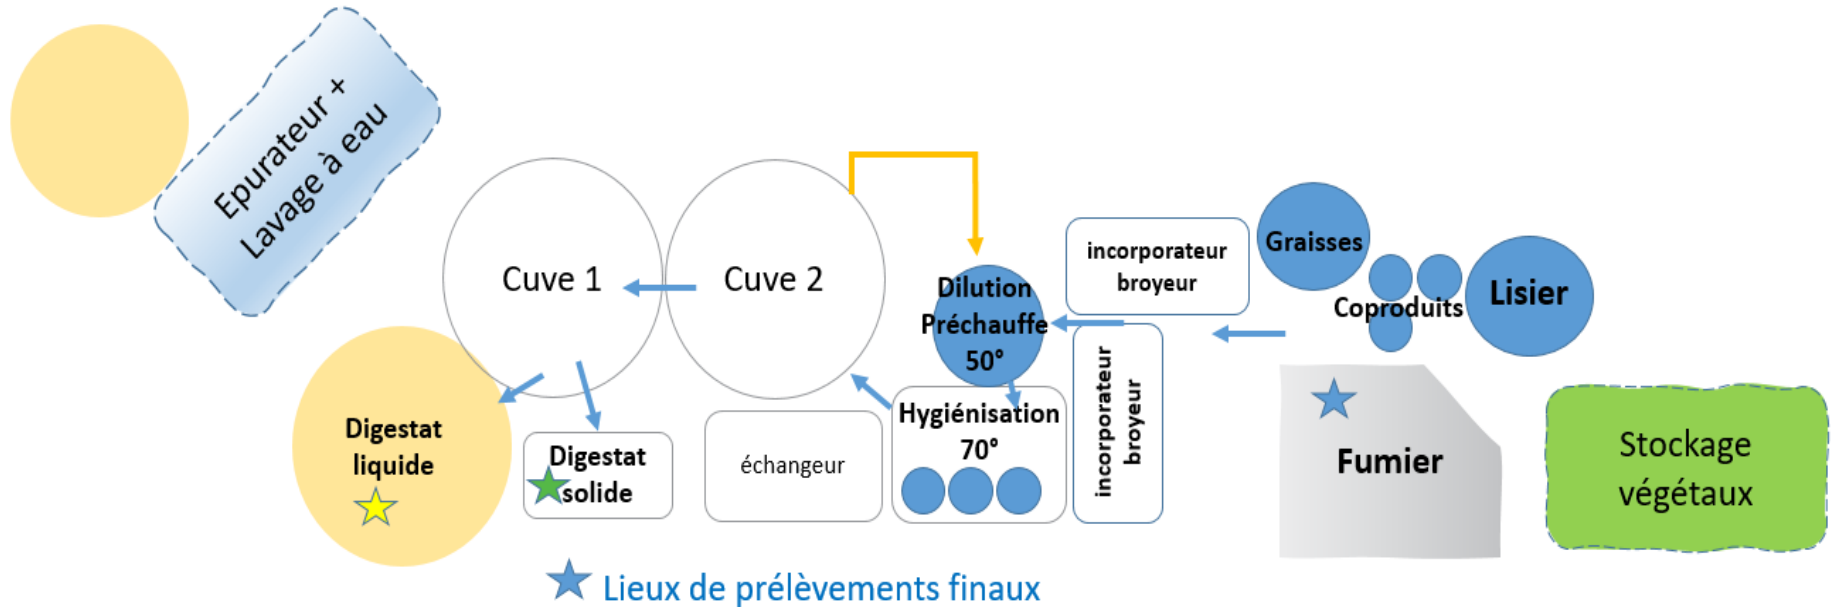 Epurateur +
Lavage à eau
Cuve 1
Cuve 2
Dilution
Préchauffe
50°
incorporateur
broyeur
Graisses
Coproduits
Lisier
incorporateur
broyeur
Hygiénisation
70°
échangeur
Digestat
liquide
Digestat
solide
Fumier
Stockage
végétaux
Lieux de prélèvements finaux